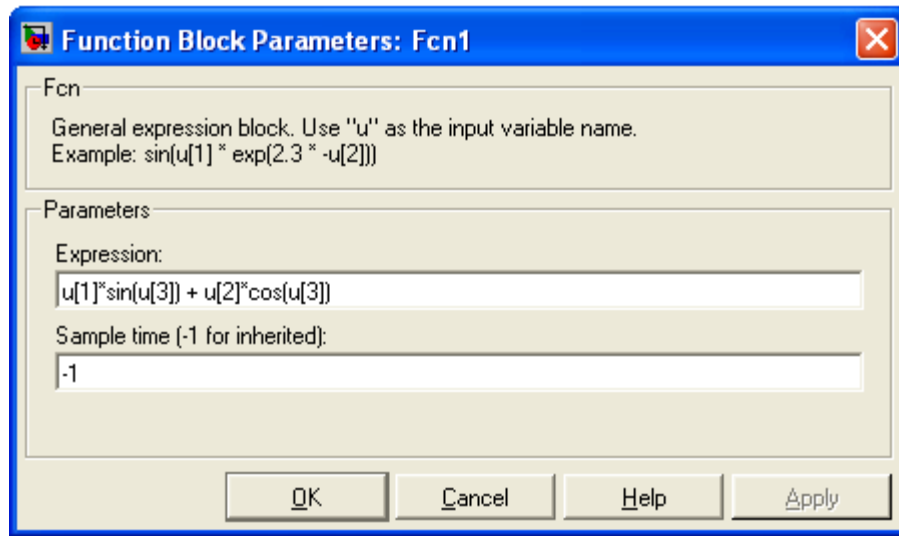 Function Block Parameters: Fcn1
Fcn
General expression block. Use "u" as the input variable name.
Example: sin(u[1] * exp(2.3 * -u[2]))
Parameters
Expression:
u[1]*sin(u[3]) + u[2]*cos(u[3])
Sample time (-1 for inherited):
-1
OK Cancel Help Apply